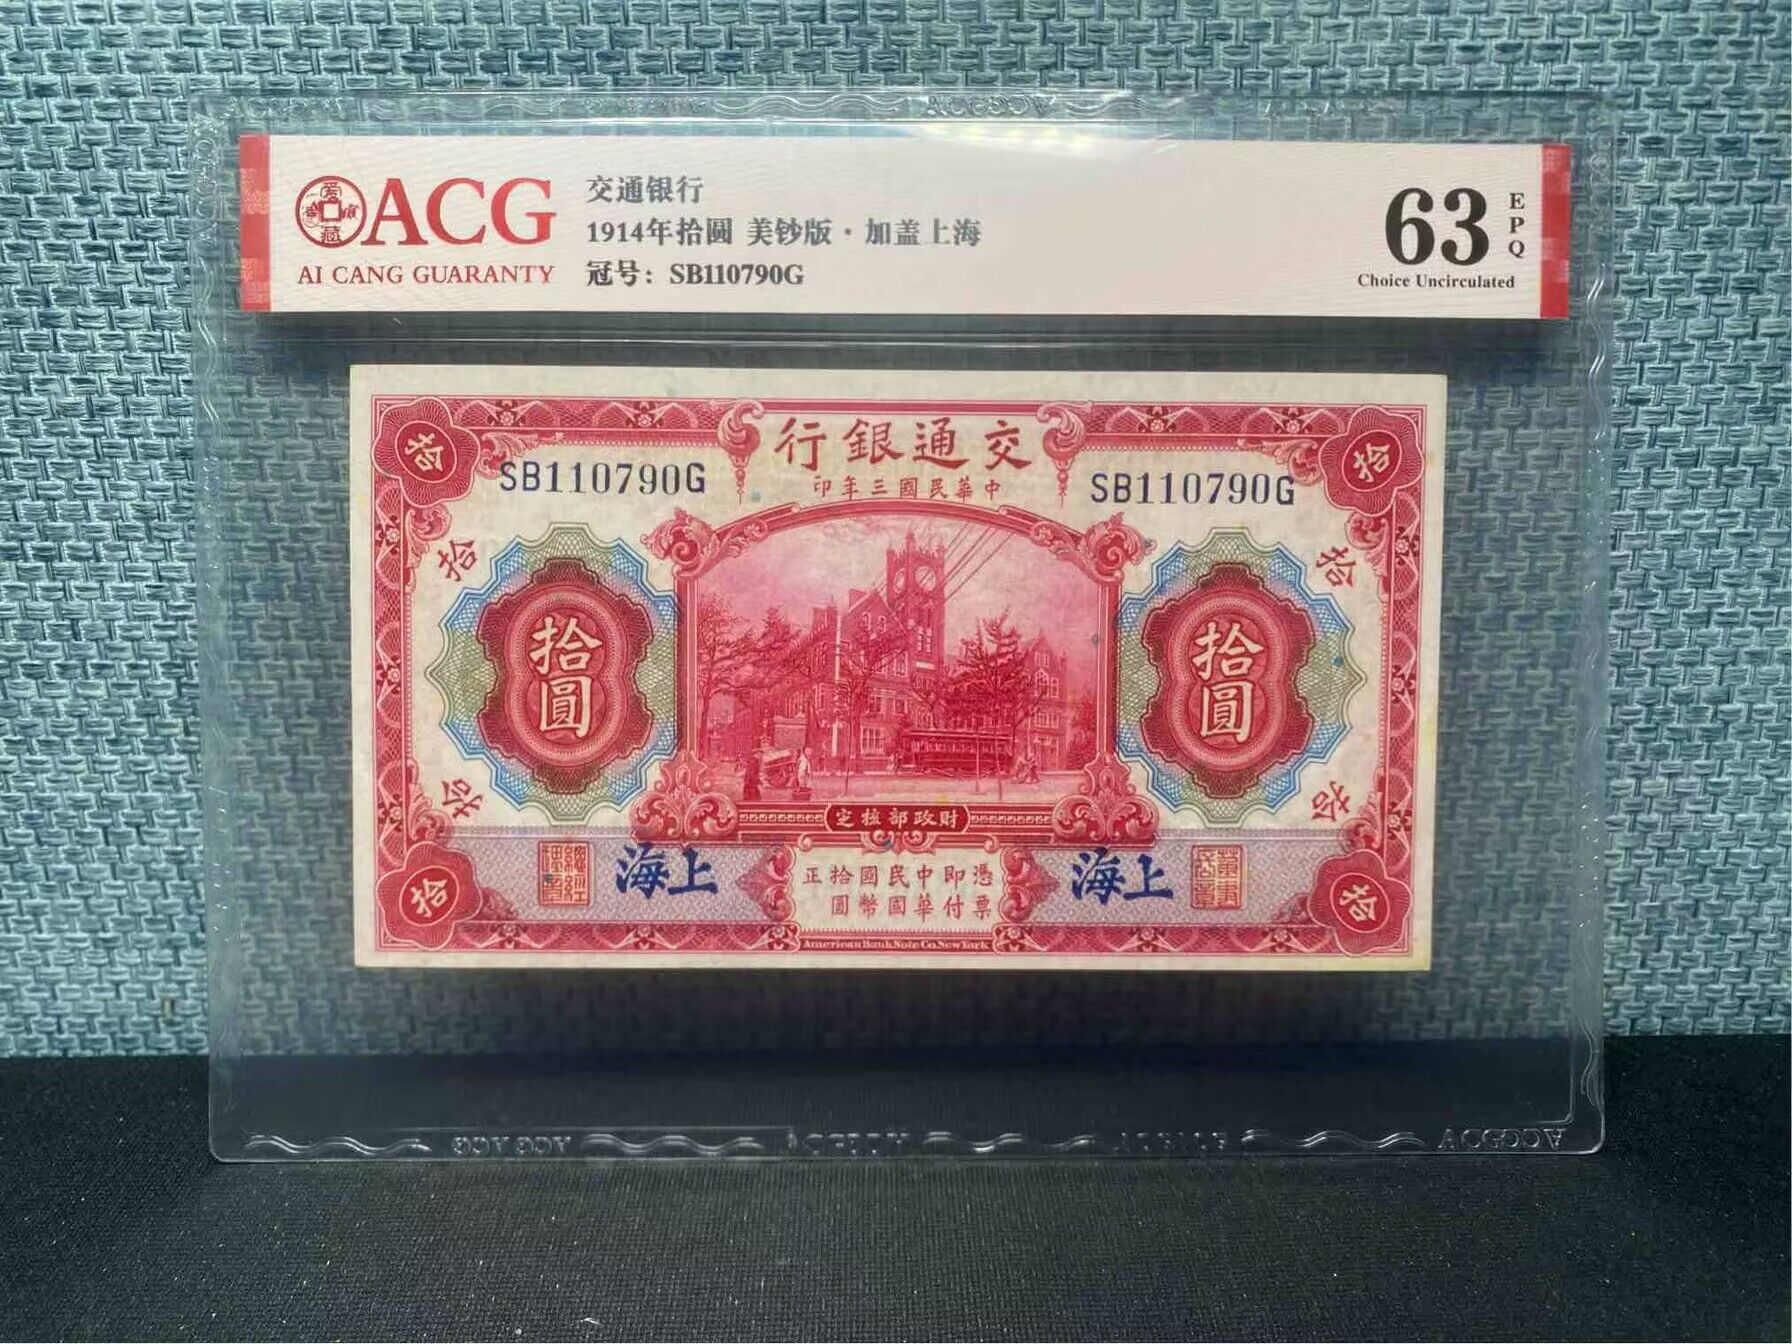 爱藏
ACG
AI CANG GUARANTY
交通银行
1914年拾圆 美钞版·加盖上海
冠号：SB110790G
63
EPQ
Choice Uncirculated
交通銀行
中華民國三年印
SB110790G
SB110790G
拾
拾
拾
拾
拾圓
拾圓
拾
拾
財政部核定
上海
上海
憑票即付中華民國國幣拾圓正
American Bank Note Co. New York
拾
拾